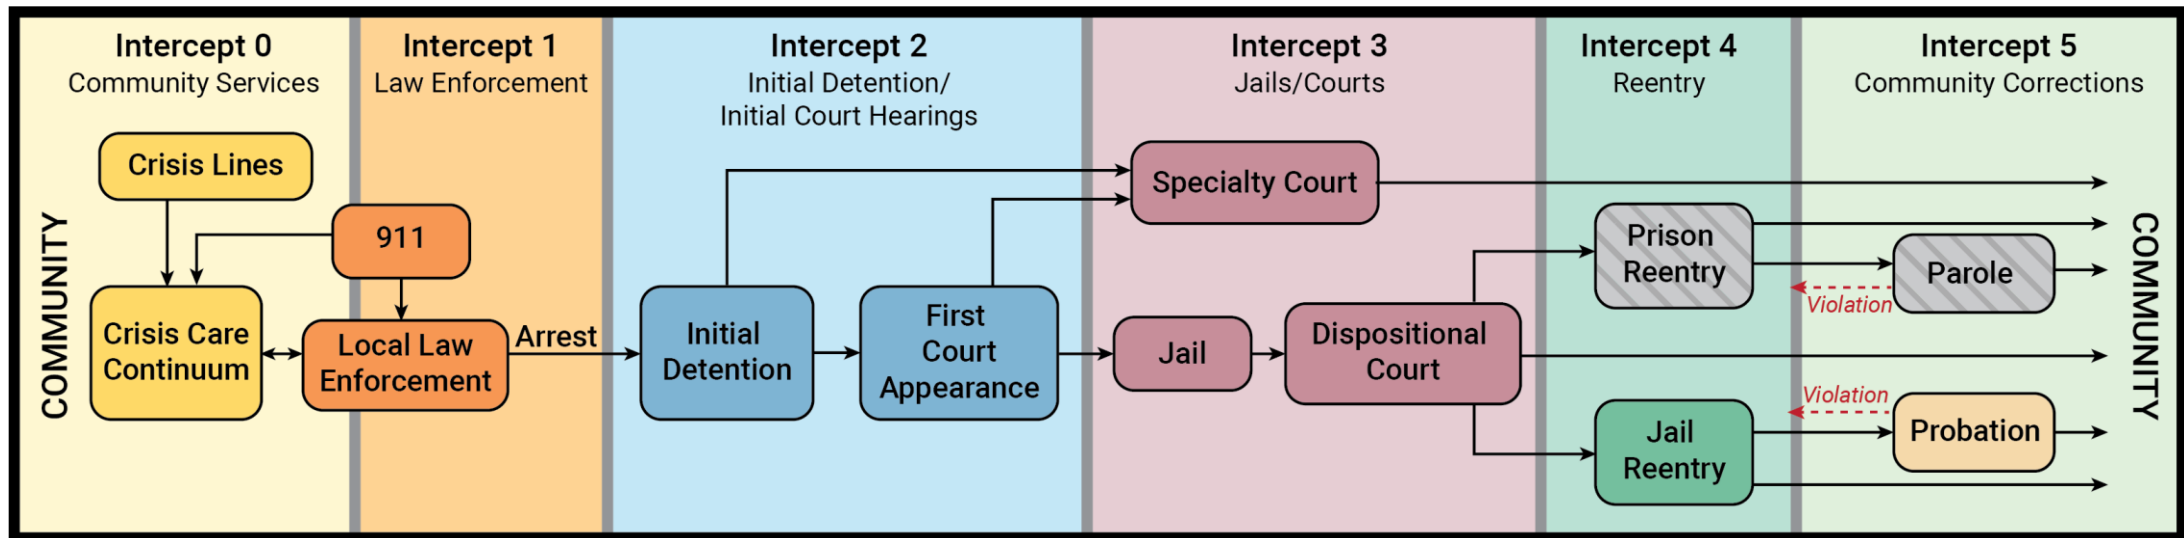 Intercept 0
Community Services
Intercept 1
Law Enforcement
Intercept 2
Initial Detention/
Initial Court Hearings
Intercept 3
Jails/Courts
Intercept 4
Reentry
Intercept 5
Community Corrections
COMMUNITY
Crisis Lines
911
Crisis Care
Continuum
Local Law
Enforcement
Arrest
Initial
Detention
First
Court
Appearance
Specialty Court
Jail
Dispositional
Court
Prison
Reentry
Parole
Violation
Jail
Reentry
Violation
Probation
COMMUNITY